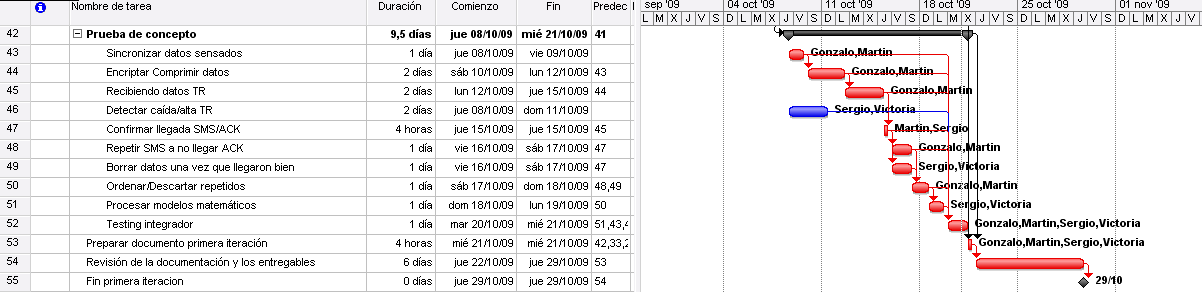 Nombre de tarea Duración Comienzo Fin Predec
sep '09 04 oct '09 11 oct '09 18 oct '09 25 oct '09 01 nov '09
L M X J V S D L M X J V S D L M X J V S D L M X J V S D L M X J V S D L M X J V S
42 Prueba de concepto 9,5 días jue 08/10/09 mié 21/10/09 41
43 Sincronizar datos sensados 1 día jue 08/10/09 vie 09/10/09 Gonzalo,Martin
44 Encriptar Comprimir datos 2 días sáb 10/10/09 lun 12/10/09 43 Gonzalo,Martin
45 Recibiendo datos TR 2 días lun 12/10/09 jue 15/10/09 44 Gonzalo,Martin
46 Detectar caída/alta TR 2 días jue 08/10/09 dom 11/10/09 Sergio,Victoria
47 Confirmar llegada SMS/ACK 4 horas jue 15/10/09 jue 15/10/09 45 Martin,Sergio
48 Repetir SMS a no llegar ACK 1 día vie 16/10/09 sáb 17/10/09 47 Gonzalo,Martin
49 Borrar datos una vez que llegaron bien 1 día vie 16/10/09 sáb 17/10/09 47 Sergio,Victoria
50 Ordenar/Descartar repetidos 1 día sáb 17/10/09 dom 18/10/09 48,49 Gonzalo,Martin
51 Procesar modelos matemáticos 1 día dom 18/10/09 lun 19/10/09 50 Sergio,Victoria
52 Testing integrador 1 día mar 20/10/09 mié 21/10/09 51,43,4 Gonzalo,Martin,Sergio,Victoria
53 Preparar documento primera iteración 4 horas mié 21/10/09 mié 21/10/09 42,33,2 Gonzalo,Martin,Sergio,Victoria
54 Revisión de la documentación y los entregables 6 días jue 22/10/09 jue 29/10/09 53
55 Fin primera iteracion 0 días jue 29/10/09 jue 29/10/09 54 29/10